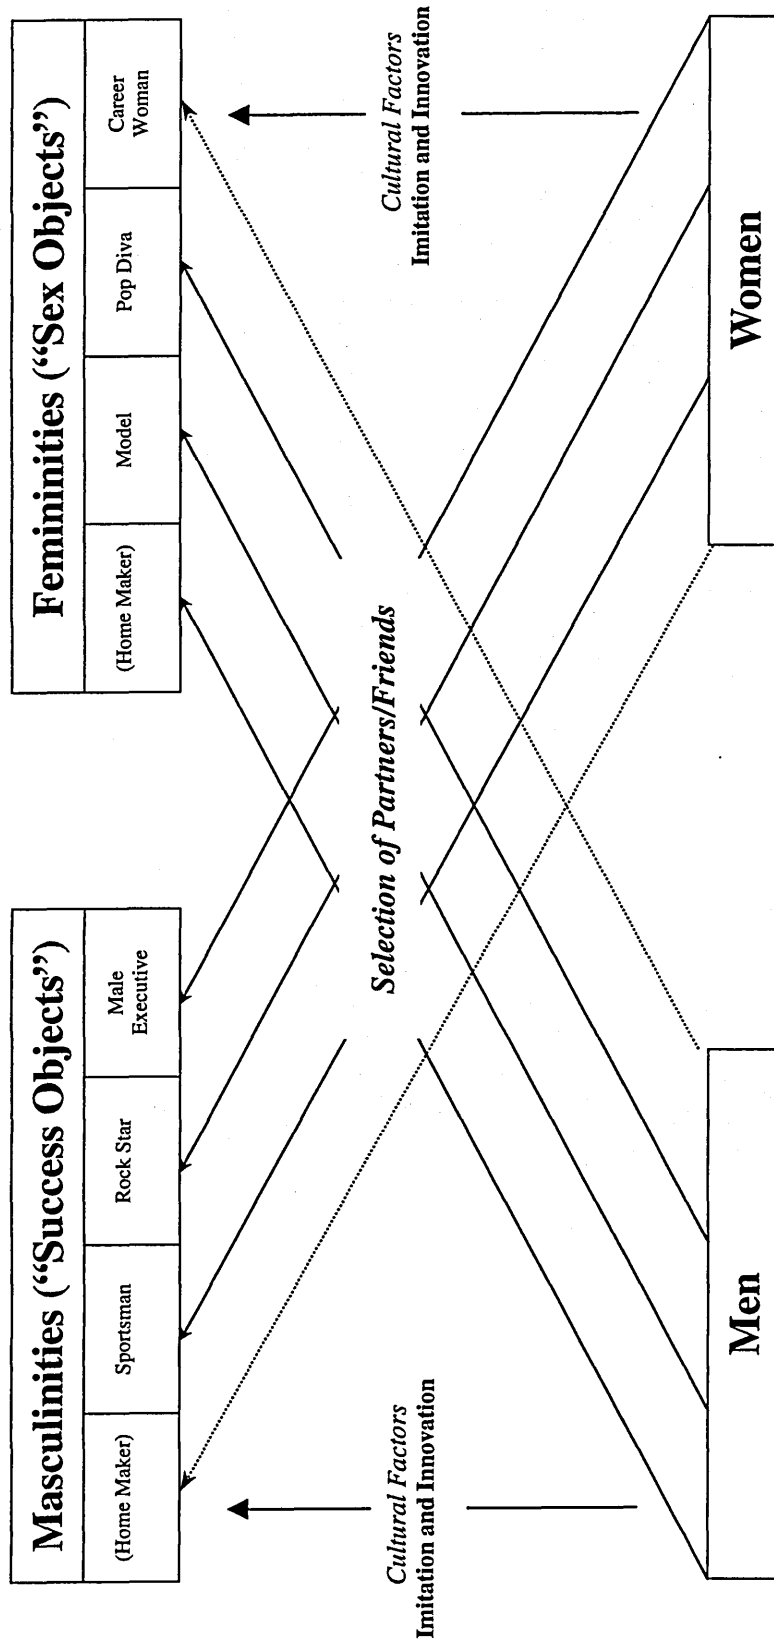 Masculinities (“Success Objects”)
(Home Maker)
Sportsman
Rock Star
Male
Executive
Femininities (“Sex Objects”)
(Home Maker)
Model
Pop Diva
Career
Woman
Cultural Factors
Imitation and Innovation
Selection of Partners/Friends
Cultural Factors
Imitation and Innovation
Men
Women